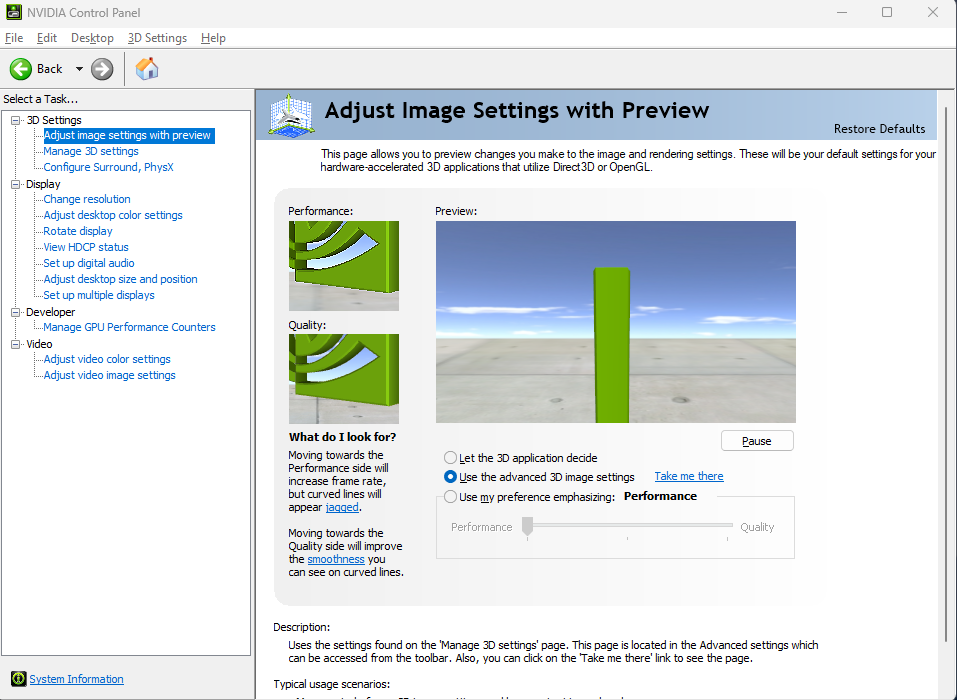 NVIDIA Control Panel
File Edit Desktop 3D Settings Help
Back
Select a Task...
3D Settings
Adjust image settings with preview
Manage 3D settings
Configure Surround, PhysX
Display
Change resolution
Adjust desktop color settings
Rotate display
View HDCP status
Set up digital audio
Adjust desktop size and position
Set up multiple displays
Developer
Manage GPU Performance Counters
Video
Adjust video color settings
Adjust video image settings
System Information
Adjust Image Settings with Preview
Restore Defaults
This page allows you to preview changes you make to the image and rendering settings. These will be your default settings for your
hardware-accelerated 3D applications that utilize Direct3D or OpenGL.
Performance:
Quality:
What do I look for?
Moving towards the
Performance side will
increase frame rate,
but curved lines will
appear jagged.
Moving towards the
Quality side will improve
the smoothness you
can see on curved lines.
Preview:
Pause
Let the 3D application decide
Use the advanced 3D image settings Take me there
Use my preference emphasizing: Performance
Performance Quality
Description:
Uses the settings found on the 'Manage 3D settings' page. This page is located in the Advanced settings which
can be accessed from the toolbar. Also, you can click on the 'Take me there' link to see the page.
Typical usage scenarios: